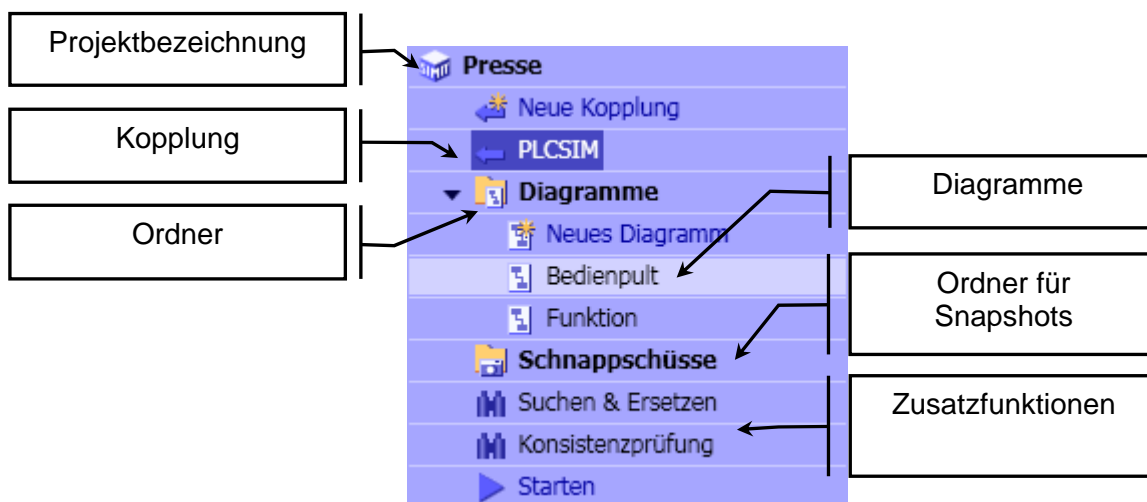 Projektbezeichnung
Kopplung
Ordner
SIMIT
Presse
Neue Kopplung
PLCSIM
Diagramme
Neues Diagramm
Bedienpult
Funktion
Schnappschüsse
Suchen & Ersetzen
Konsistenzprüfung
Starten
Diagramme
Ordner für
Snapshots
Zusatzfunktionen